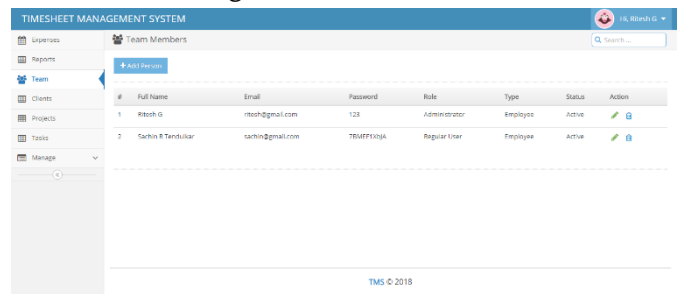 TIMESHEET MANAGEMENT SYSTEM
Hi, Ritesh G
Expenses
Team Members
Search ...
Reports
Add Person
Team
Clients
# Full Name Email Password Role Type Status Action
Projects
1 Ritesh G ritesh@gmail.com 123 Administrator Employee Active
Tasks
2 Sachin R Tendulkar sachin@gmail.com Regular User Employee Active
Manage
TMS © 2018